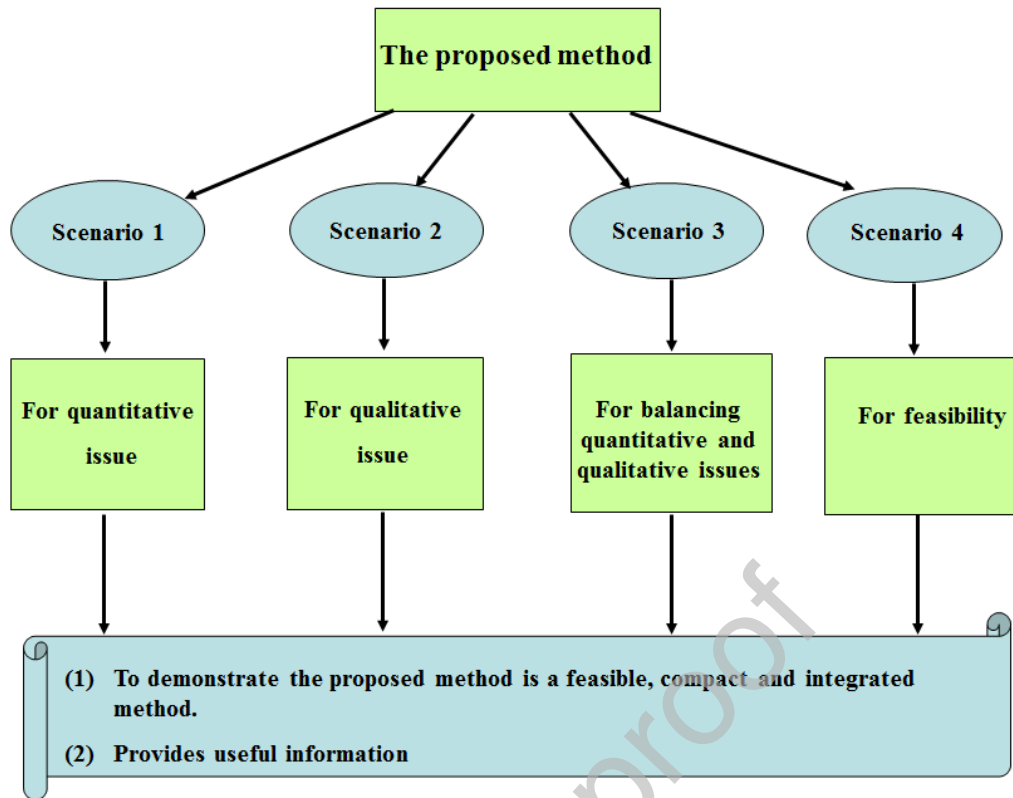 The proposed method
Scenario 1
Scenario 2
Scenario 3
Scenario 4
For quantitative
issue
For qualitative
issue
For balancing
quantitative and
qualitative issues
For feasibility
(1) To demonstrate the proposed method is a feasible, compact and integrated
method.
(2) Provides useful information
proof